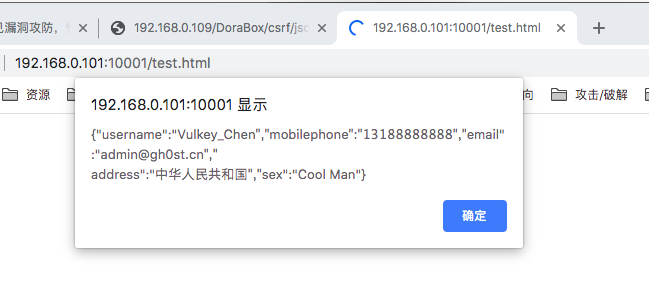 见漏洞攻防，
192.168.0.109/DoraBox/csrf/jso
192.168.0.101:10001/test.html
192.168.0.101:10001/test.html
资源
向
攻击/破解
192.168.0.101:10001 显示
{"username":"Vulkey_Chen","mobilephone":"13188888888","email"
:"admin@gh0st.cn","
address":"中华人民共和国","sex":"Cool Man"}
确定